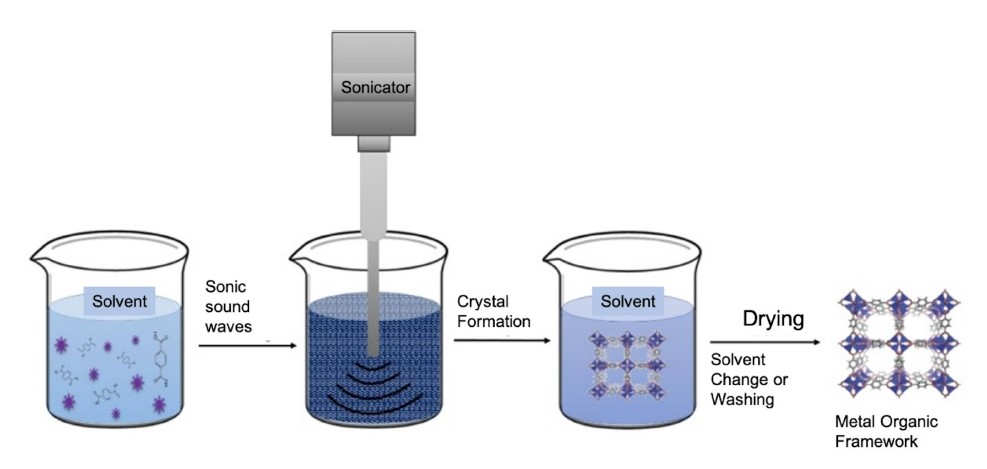 Sonicator
Solvent
Sonic
sound
waves
Crystal
Formation
Solvent
Drying
Solvent
Change or
Washing
Metal Organic
Framework